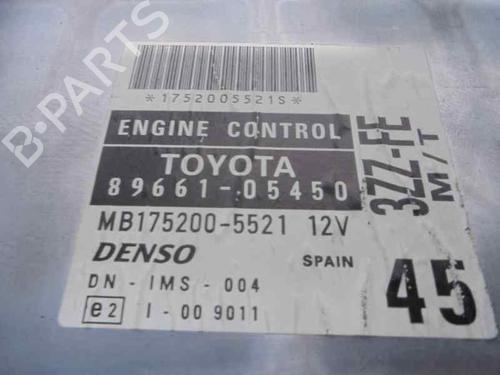 *1752005521S*
ENGINE CONTROL
TOYOTA
89661-05450
3ZZ-FE
M/T
MB175200-5521 12V
DENSO
SPAIN
45
DN - IMS - 004
e2 I - 00 9011
B-PARTS